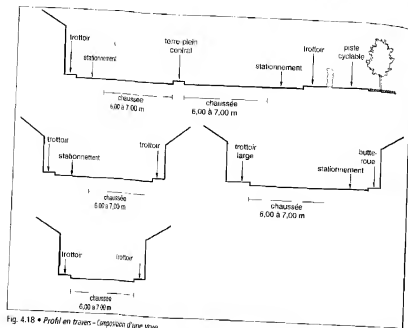 trottoir
stationnement
terre-plein
central
stationnement
trottoir
piste
cyclable
chaussée
6,00 à 7,00 m
chaussée
6,00 à 7,00 m
trottoir
stationnement
trottoir
chaussée
6,00 à 7,00 m
trottoir
large
stationnement
butte-
roue
chaussée
6,00 à 7,00 m
trottoir
trottoir
chaussée
6,00 à 7,00 m
Fig. 4.18 • Profil en travers - Composition d'une voie